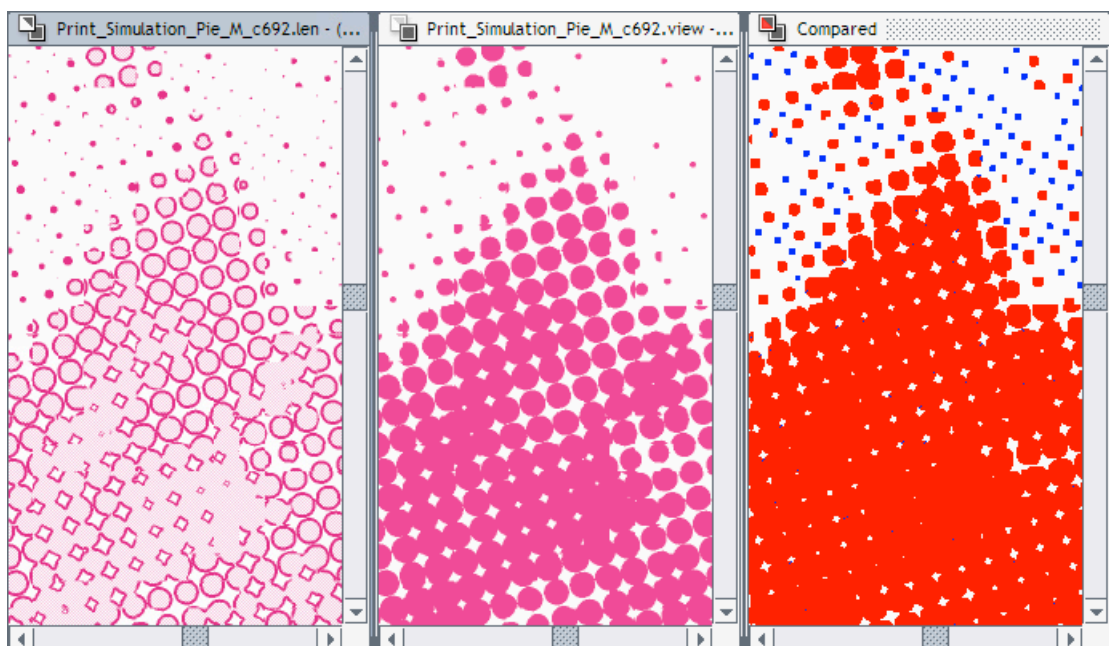 Print_Simulation_Pie_M_c692.len - (...
Print_Simulation_Pie_M_c692.view -...
Compared